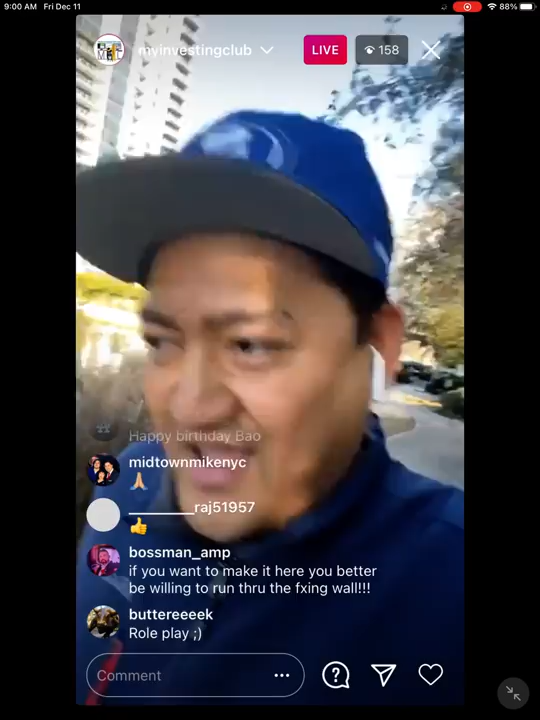 9:00 AM Fri Dec 11 88%
myinvestingclub LIVE 158
Happy birthday Bao
midtownmikenyc
🙏🏼
_________raj51957
👍
bossman_amp
if you want to make it here you better
be willing to run thru the fxing wall!!!
buttereeeek
Role play ;)
Comment